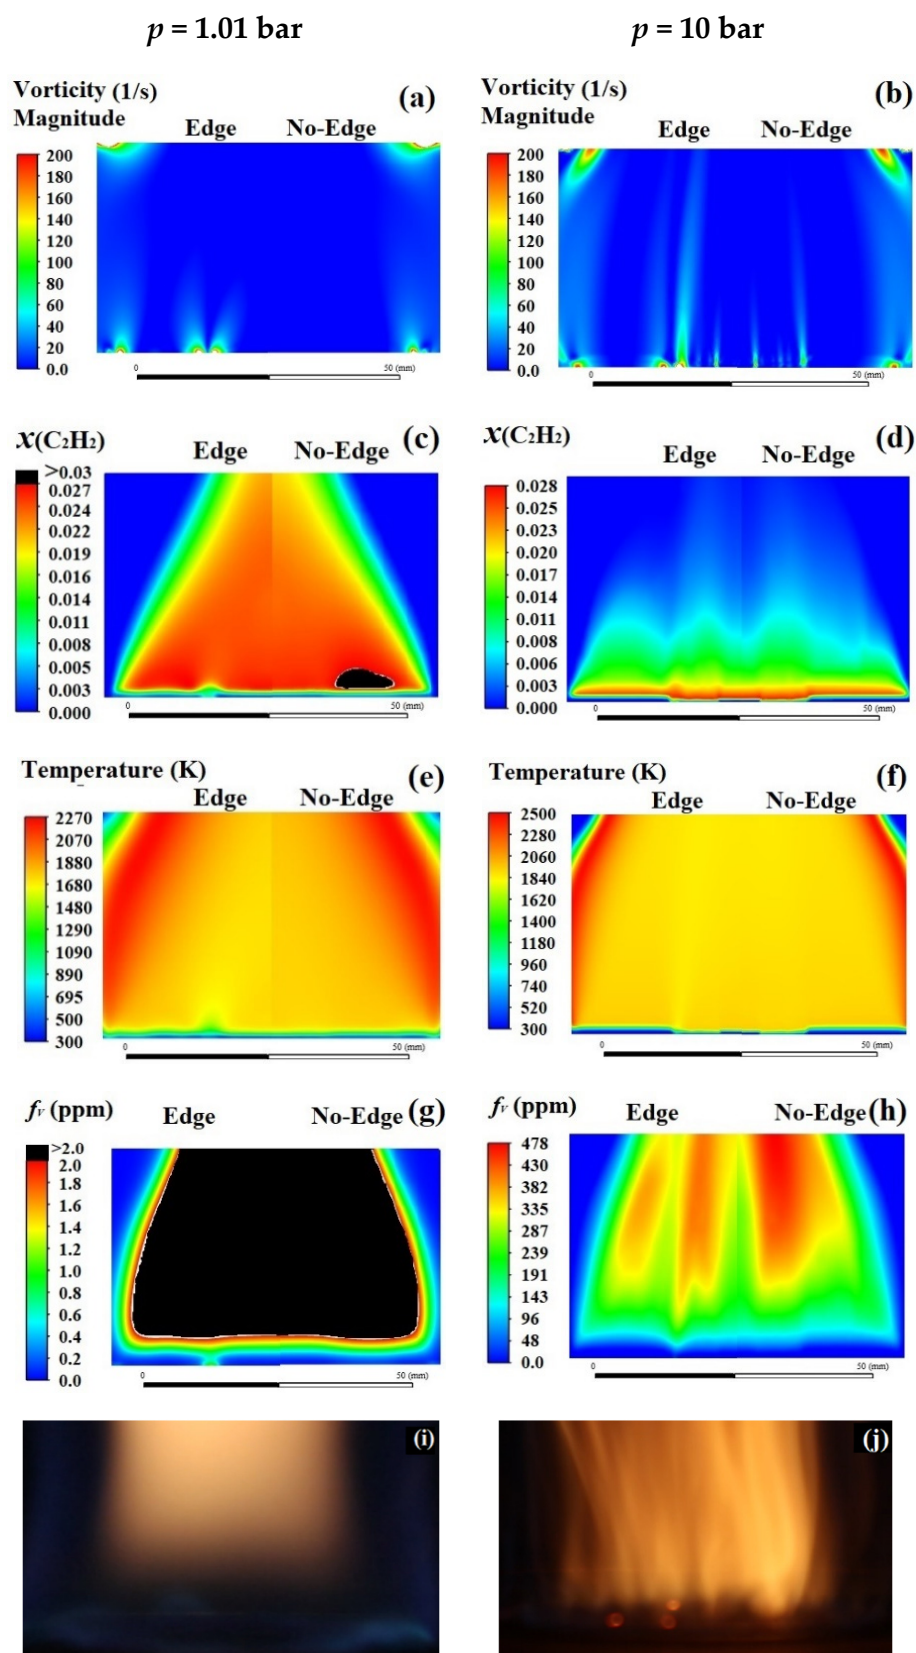 p = 1.01 bar
p = 10 bar
Vorticity (1/s)
Magnitude
(a)
Edge
No-Edge
200
180
160
140
120
100
80
60
40
20
0.0
0
50 (mm)
Vorticity (1/s)
Magnitude
(b)
Edge
No-Edge
200
180
160
140
120
100
80
60
40
20
0.0
0
50 (mm)
x(C₂H₂)
(c)
Edge
No-Edge
>0.03
0.027
0.024
0.022
0.019
0.016
0.014
0.011
0.008
0.005
0.003
0.000
0
50 (mm)
x(C₂H₂)
(d)
Edge
No-Edge
0.028
0.025
0.023
0.020
0.017
0.014
0.011
0.008
0.006
0.003
0.000
0
50 (mm)
Temperature (K)
(e)
Edge
No-Edge
2270
2070
1880
1680
1480
1290
1090
890
695
500
300
0
50 (mm)
Temperature (K)
(f)
Edge
No-Edge
2500
2280
2060
1840
1620
1400
1180
960
740
520
300
0
50 (mm)
fᵥ (ppm)
(g)
Edge
No-Edge
>2.0
2.0
1.8
1.6
1.4
1.2
1.0
0.8
0.6
0.4
0.2
0.0
0
50 (mm)
fᵥ (ppm)
(h)
Edge
No-Edge
478
430
382
335
287
239
191
143
96
48
0.0
0
50 (mm)
(i)
(j)